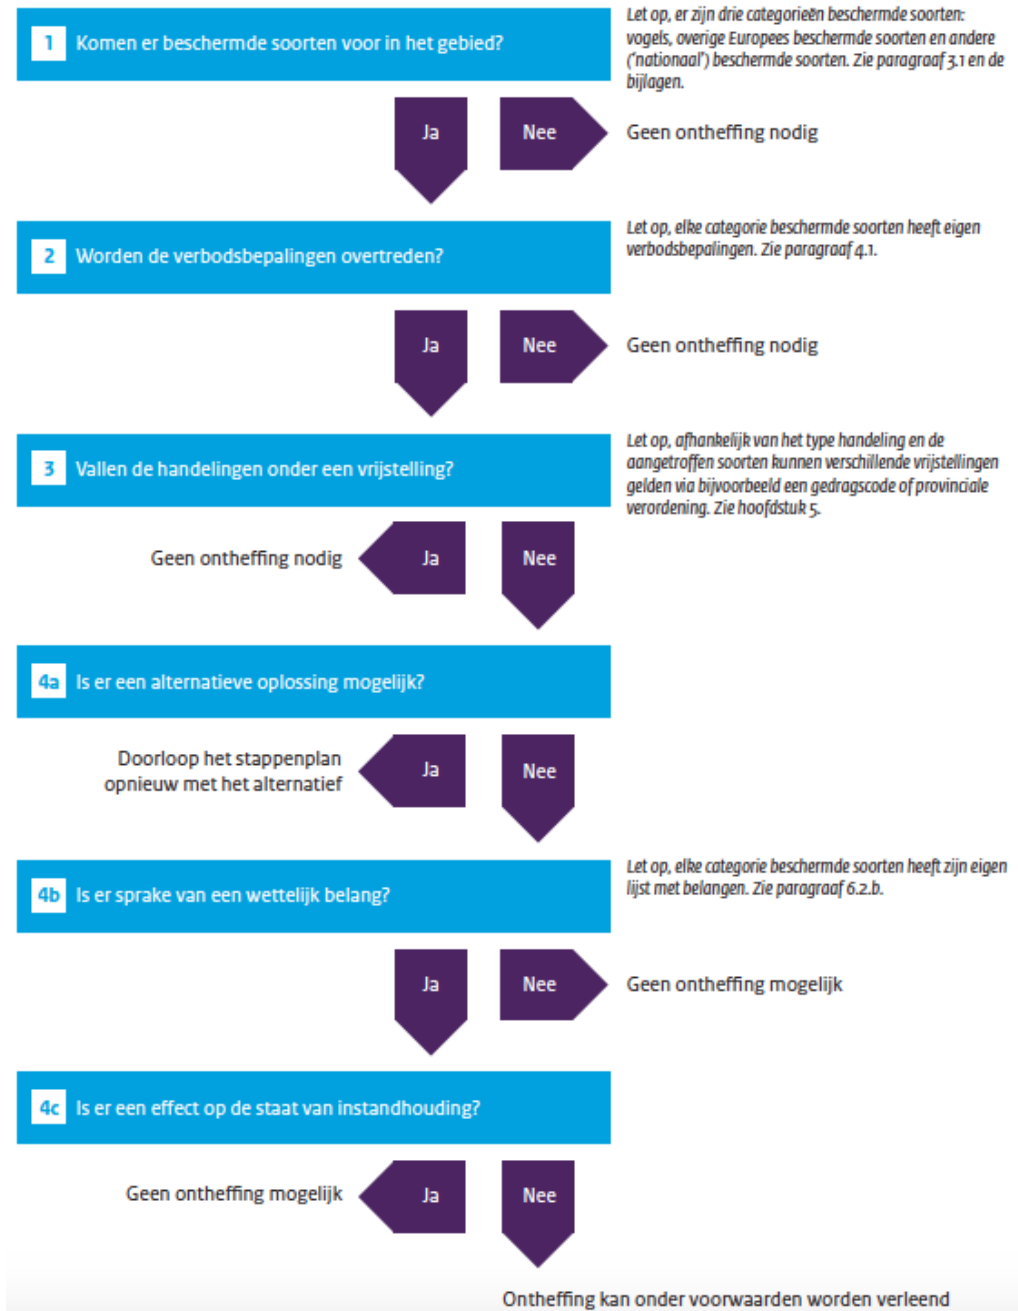 1 Komen er beschermde soorten voor in het gebied?
Let op, er zijn drie categorieën beschermde soorten:
vogels, overige Europees beschermde soorten en andere
('nationaal') beschermde soorten. Zie paragraaf 3.1 en de
bijlagen.
Ja
Nee
Geen ontheffing nodig
2 Worden de verbodsbepalingen overtreden?
Let op, elke categorie beschermde soorten heeft eigen
verbodsbepalingen. Zie paragraaf 4.1.
Ja
Nee
Geen ontheffing nodig
3 Vallen de handelingen onder een vrijstelling?
Let op, afhankelijk van het type handeling en de
aangetroffen soorten kunnen verschillende vrijstellingen
gelden via bijvoorbeeld een gedragscode of provinciale
verordening. Zie hoofdstuk 5.
Geen ontheffing nodig
Ja
Nee
4a Is er een alternatieve oplossing mogelijk?
Doorloop het stappenplan
opnieuw met het alternatief
Ja
Nee
4b Is er sprake van een wettelijk belang?
Let op, elke categorie beschermde soorten heeft zijn eigen
lijst met belangen. Zie paragraaf 6.2.b.
Ja
Nee
Geen ontheffing mogelijk
4c Is er een effect op de staat van instandhouding?
Geen ontheffing mogelijk
Ja
Nee
Ontheffing kan onder voorwaarden worden verleend